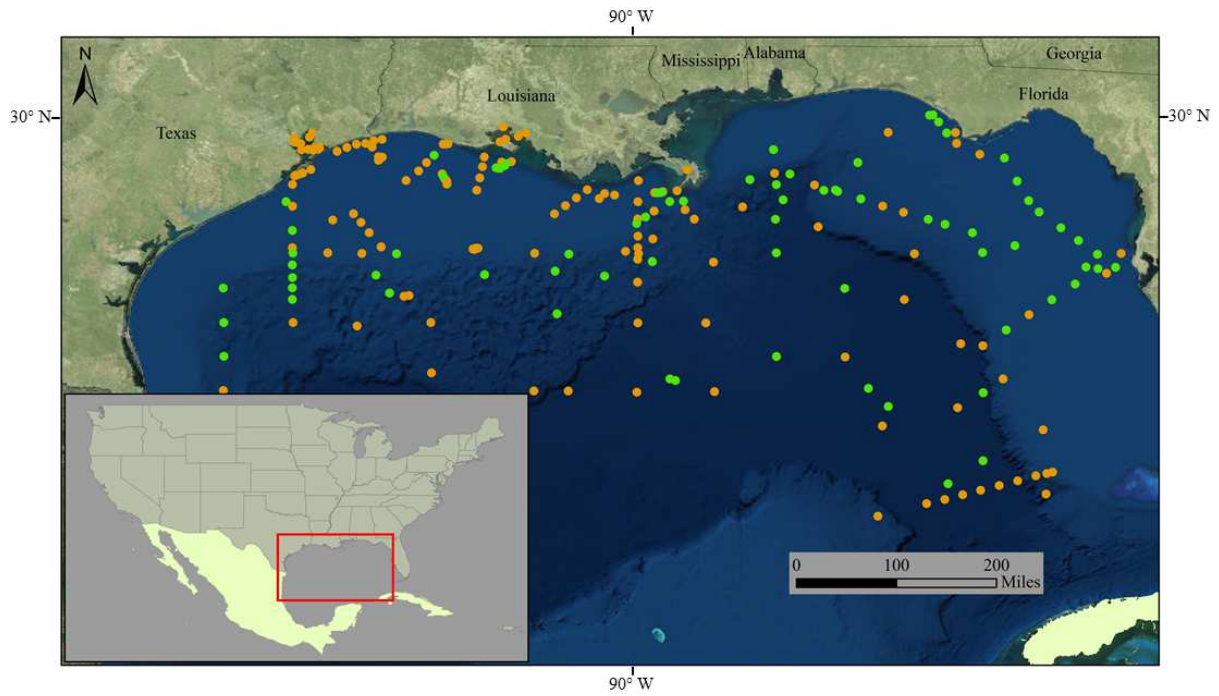 90° W
N
Mississippi Alabama Georgia
Louisiana Florida
30° N 30° N
Texas
0 100 200
Miles
90° W